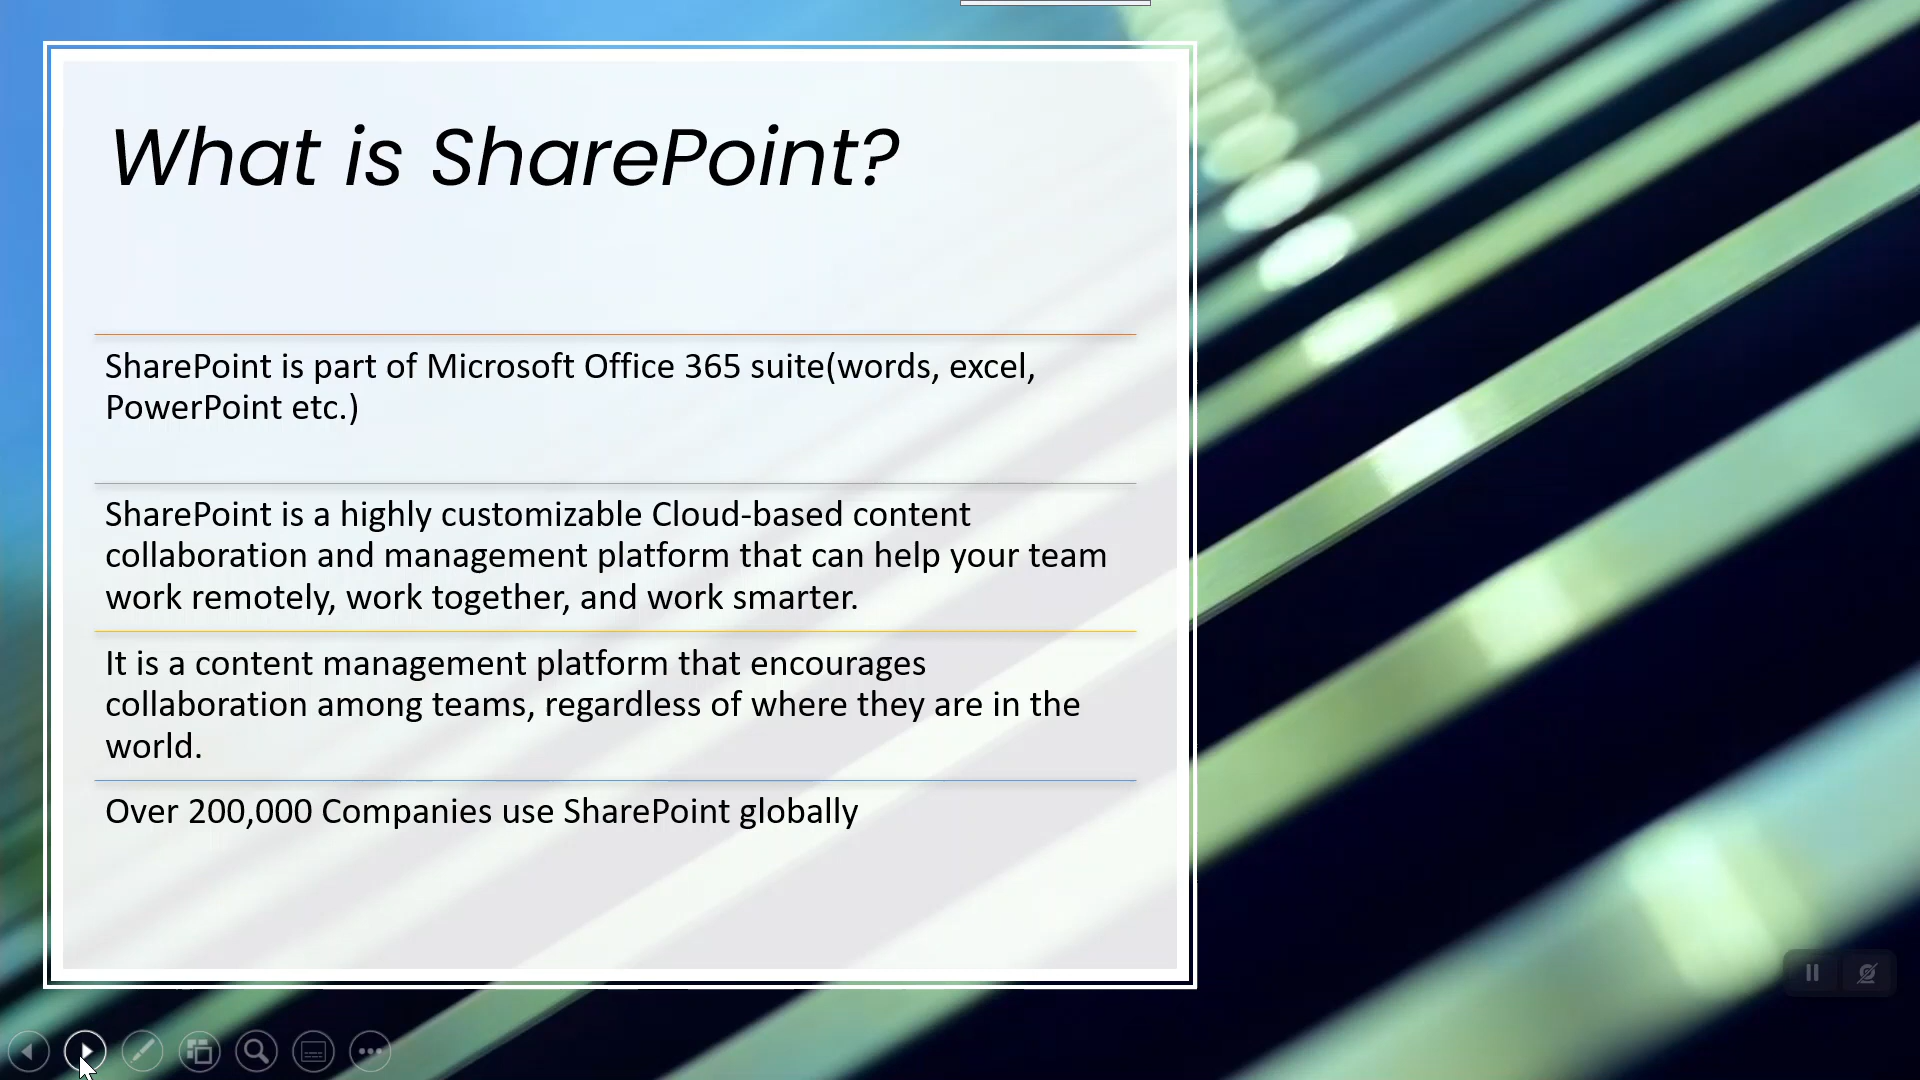 What is SharePoint?
SharePoint is part of Microsoft Office 365 suite(words, excel,
PowerPoint etc.)
SharePoint is a highly customizable Cloud-based content
collaboration and management platform that can help your team
work remotely, work together, and work smarter.
It is a content management platform that encourages
collaboration among teams, regardless of where they are in the
world.
Over 200,000 Companies use SharePoint globally